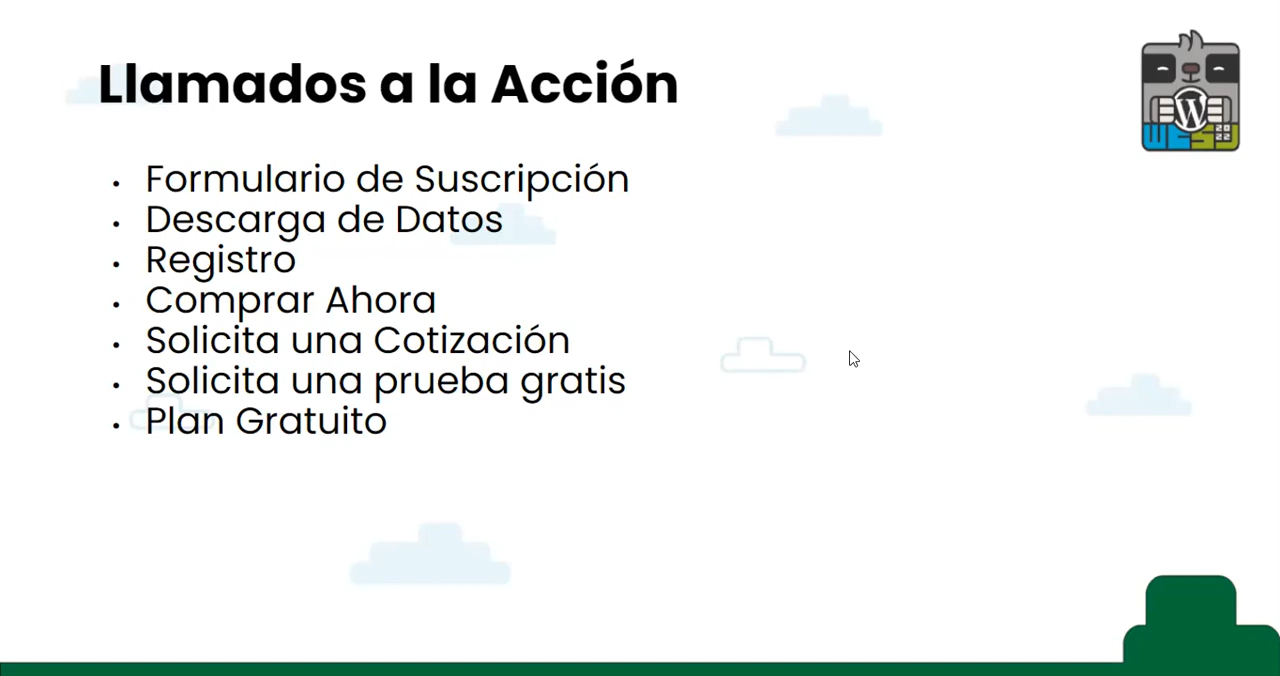 Llamados a la Acción
• Formulario de Suscripción
• Descarga de Datos
• Registro
• Comprar Ahora
• Solicita una Cotización
• Solicita una prueba gratis
• Plan Gratuito